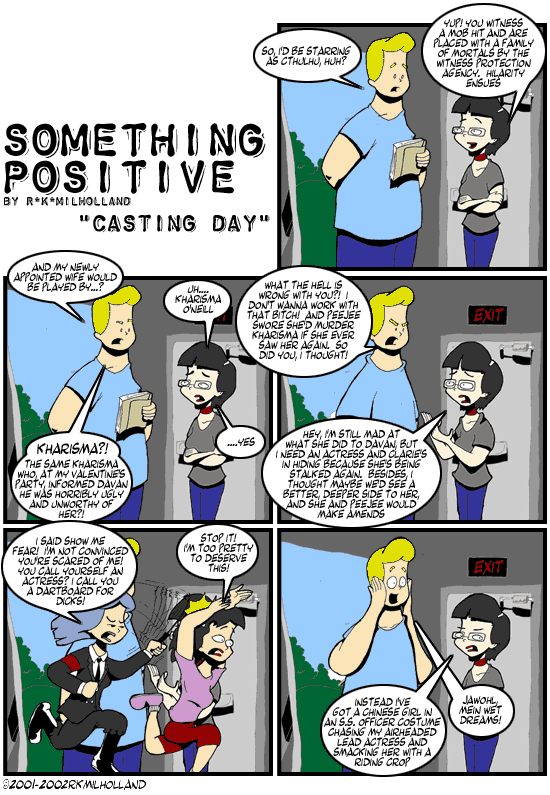 SOMETHING
POSITIVE
BY R*K*MILHOLLAND
"CASTING DAY"
SO, I'D BE STARRING
AS CTHULHU, HUH?
YUP! YOU WITNESS
A MOB HIT AND ARE
PLACED WITH A FAMILY
OF MORTALS BY THE
WITNESS PROTECTION
AGENCY. HILARITY
ENSUES
AND MY NEWLY
APPOINTED WIFE WOULD
BE PLAYED BY...?
UH....
KHARISMA
O'NEILL
KHARISMA?!
THE SAME KHARISMA
WHO, AT MY VALENTINE'S
PARTY, INFORMED DAVAN
HE WAS HORRIBLY UGLY
AND UNWORTHY OF
HER?!
....YES
WHAT THE HELL IS
WRONG WITH YOU?! I
DON'T WANNA WORK WITH
THAT BITCH! AND PEEJEE
SWORE SHE'D MURDER
KHARISMA IF SHE EVER
SAW HER AGAIN. SO
DID YOU, I THOUGHT!
EXIT
HEY, I'M STILL MAD AT
WHAT SHE DID TO DAVAN, BUT
I NEED AN ACTRESS AND CLARIE'S
IN HIDING BECAUSE SHE'S BEING
STALKED AGAIN. BESIDES, I
THOUGHT MAYBE WE'D SEE A
BETTER, DEEPER SIDE TO HER,
AND SHE AND PEEJEE WOULD
MAKE AMENDS
I SAID SHOW ME
FEAR! I'M NOT CONVINCED
YOU'RE SCARED OF ME!
YOU CALL YOURSELF AN
ACTRESS? I CALL YOU
A DARTBOARD FOR
DICKS!
STOP IT!
I'M TOO PRETTY
TO DESERVE
THIS!
EXIT
INSTEAD I'VE
GOT A CHINESE GIRL IN
AN S.S. OFFICER COSTUME
CHASING MY AIRHEADED
LEAD ACTRESS AND
SMACKING HER WITH A
RIDING CROP
JAWOHL,
MEIN WET
DREAMS!
©2001-2002RKMILHOLLAND